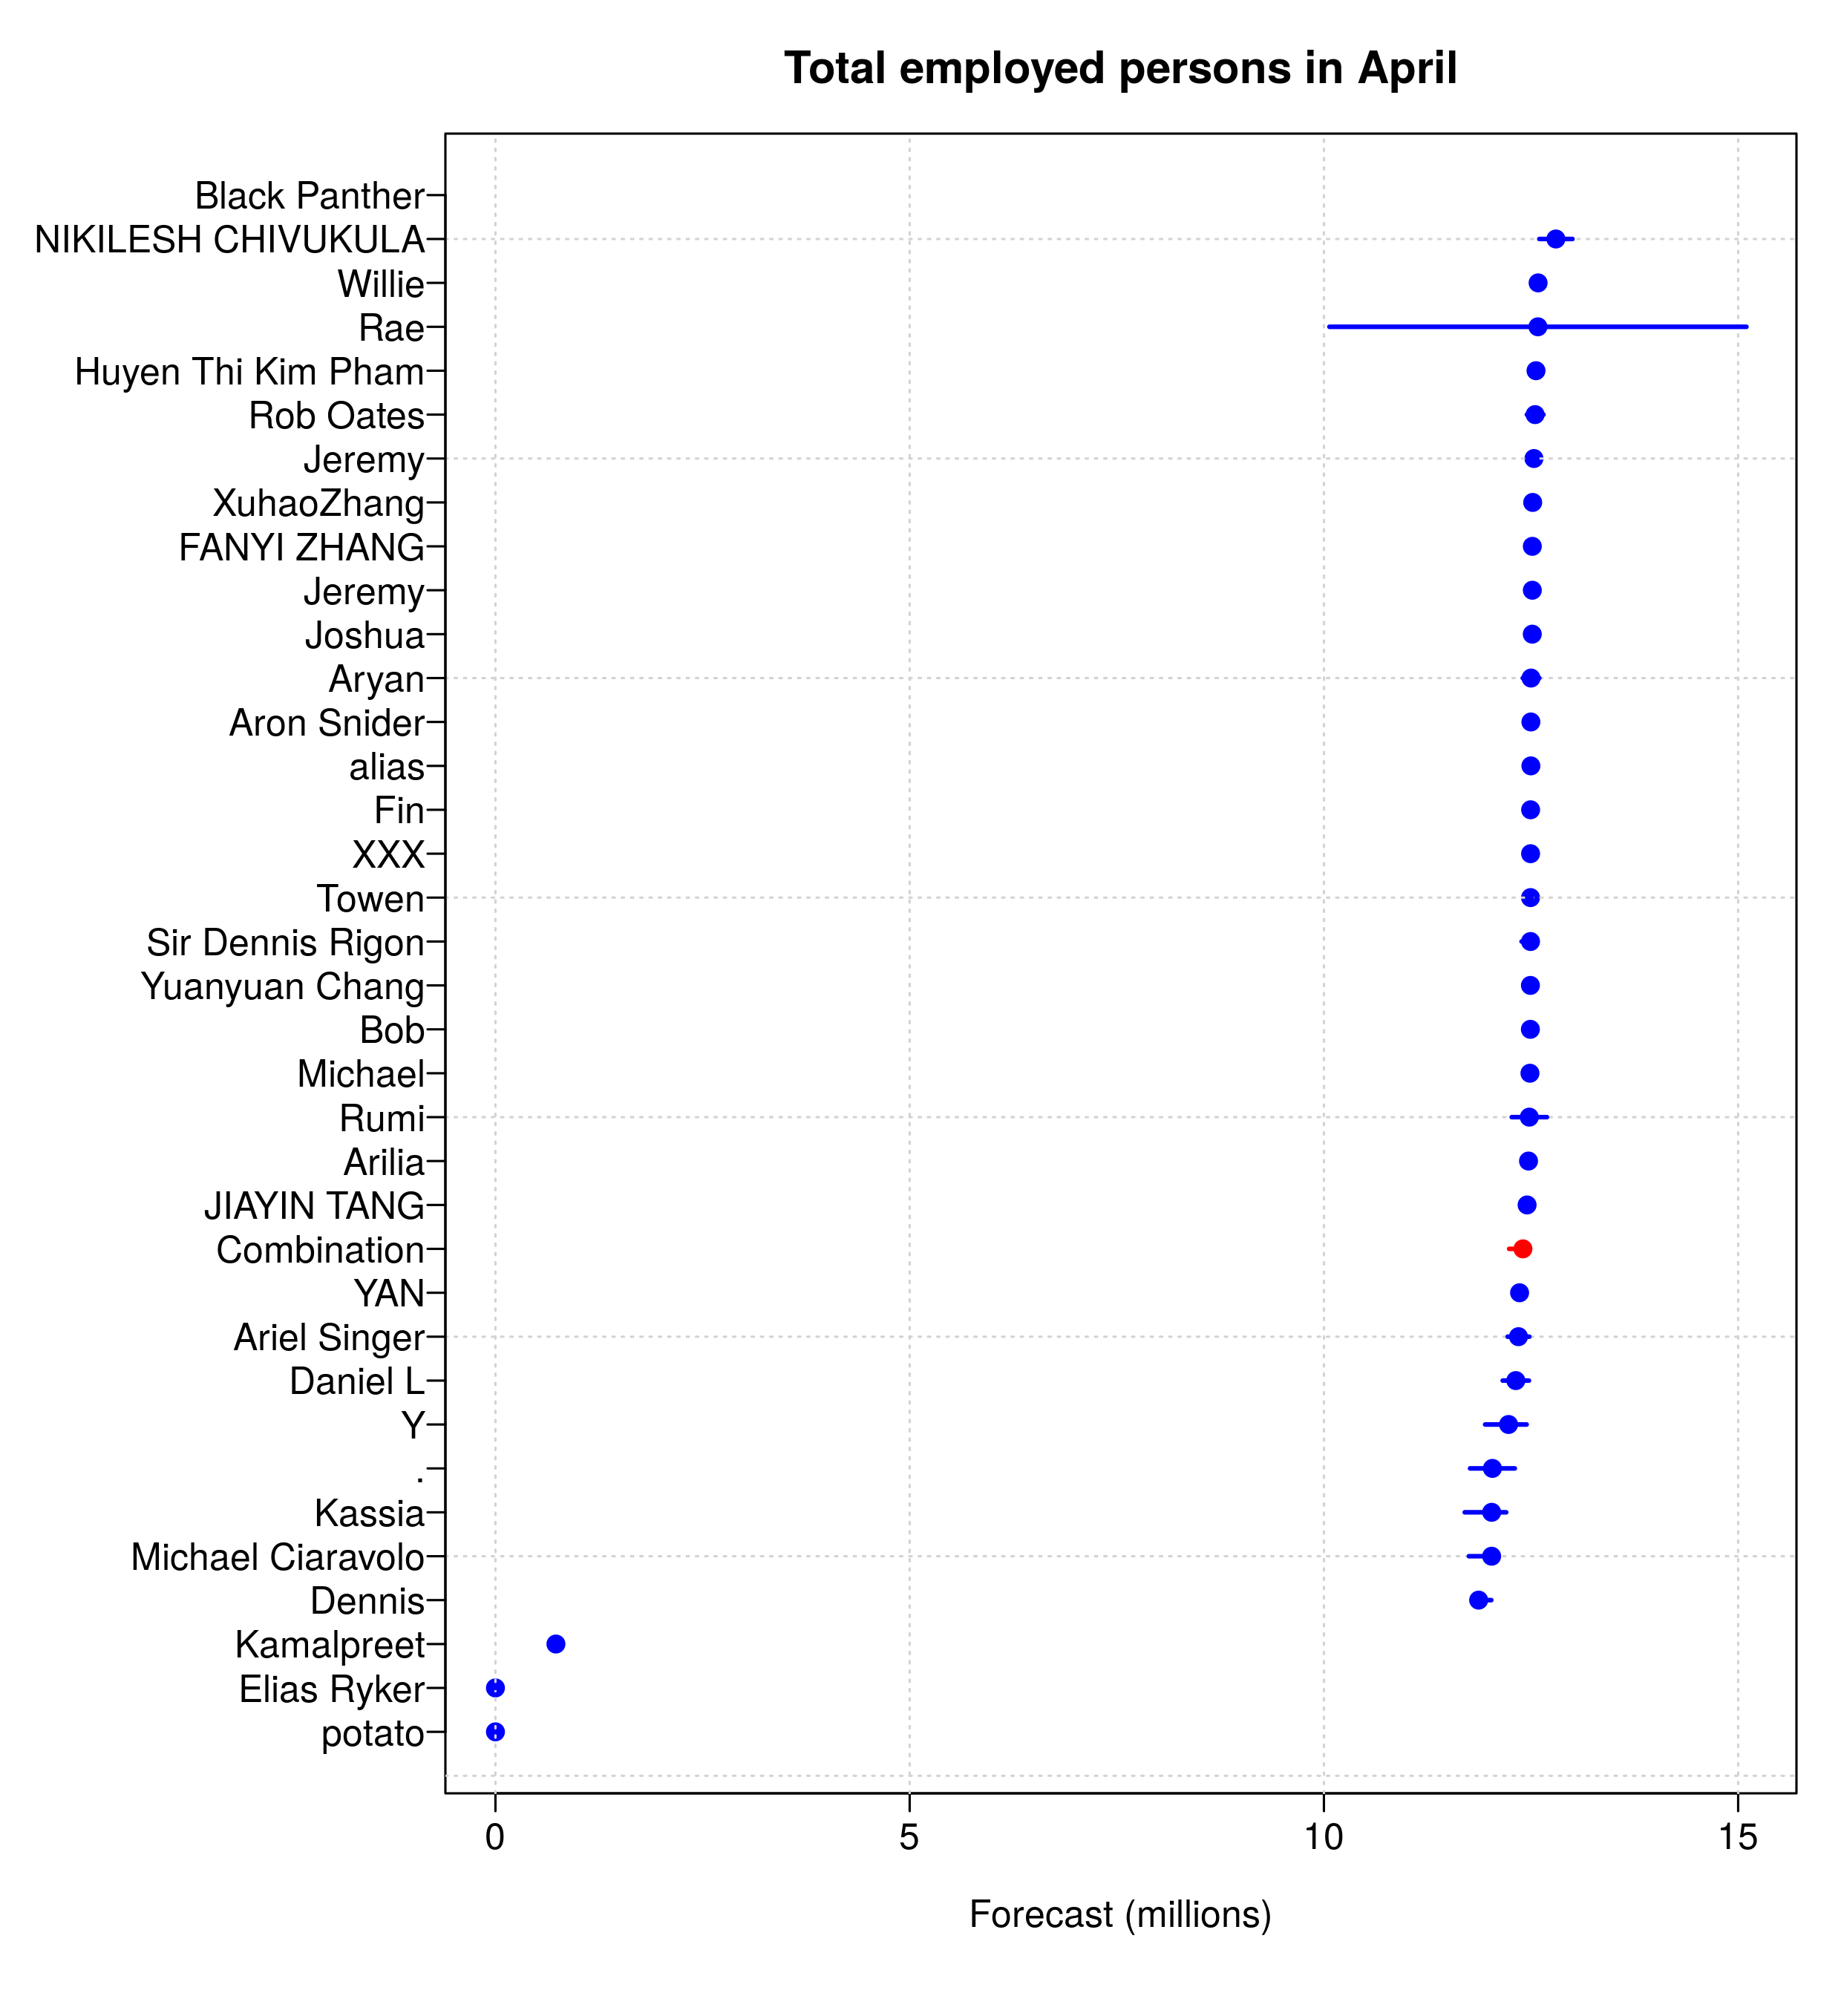 Total employed persons in April
Black Panther
NIKILESH CHIVUKULA
Willie
Rae
Huyen Thi Kim Pham
Rob Oates
Jeremy
XuhaoZhang
FANYI ZHANG
Jeremy
Joshua
Aryan
Aron Snider
alias
Fin
XXX
Towen
Sir Dennis Rigon
Yuanyuan Chang
Bob
Michael
Rumi
Arilia
JIAYIN TANG
Combination
YAN
Ariel Singer
Daniel L
Y
.
Kassia
Michael Ciaravolo
Dennis
Kamalpreet
Elias Ryker
potato
0 5 10 15
Forecast (millions)